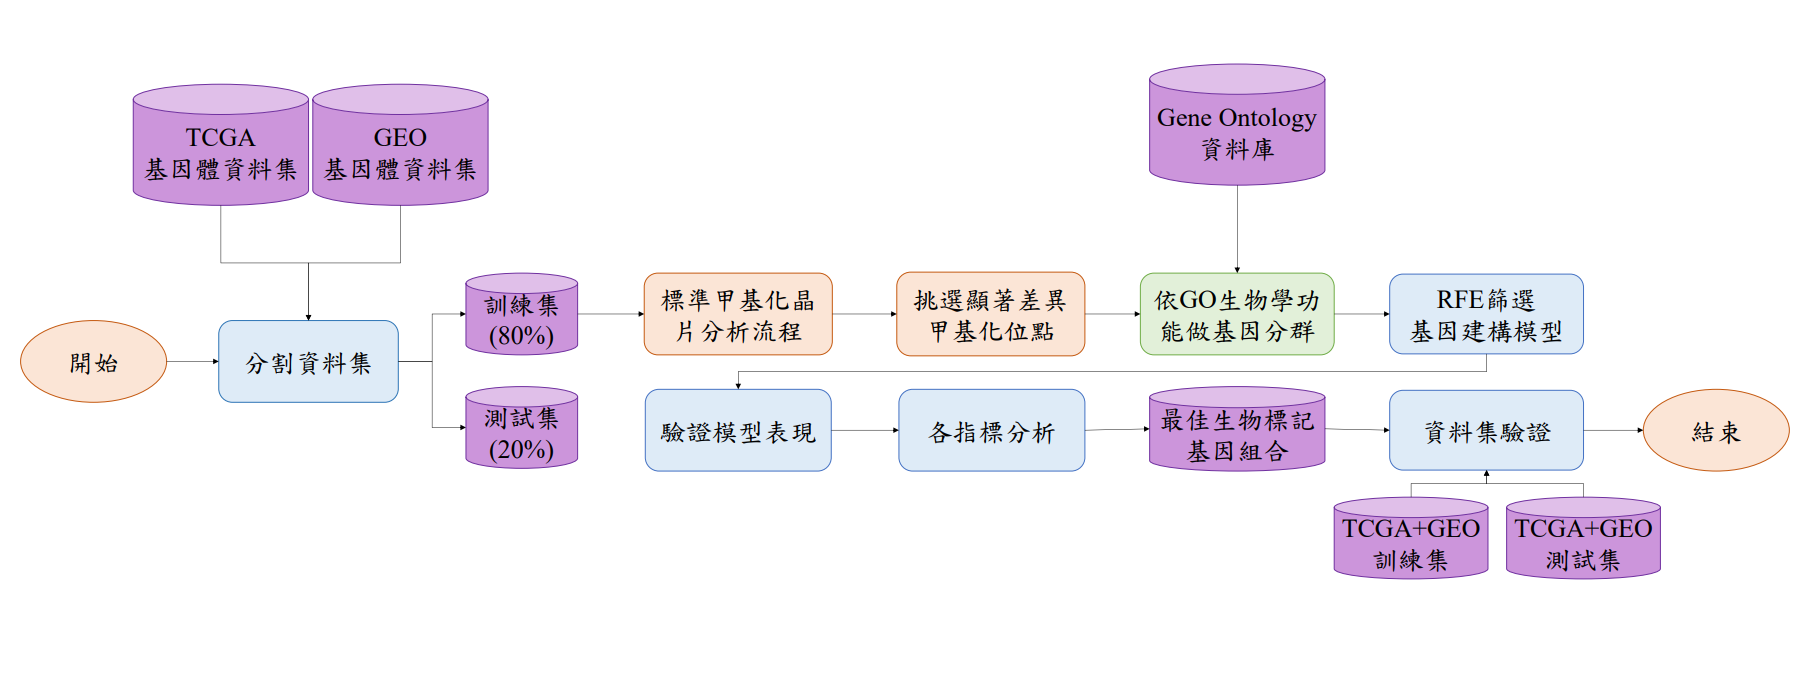 TCGA
基因體資料集
GEO
基因體資料集
Gene Ontology
資料庫
開始
分割資料集
訓練集
(80%)
測試集
(20%)
標準甲基化晶
片分析流程
挑選顯著差異
甲基化位點
依GO生物學功
能做基因分群
RFE篩選
基因建構模型
驗證模型表現
各指標分析
最佳生物標記
基因組合
資料集驗證
結束
TCGA+GEO
訓練集
TCGA+GEO
測試集